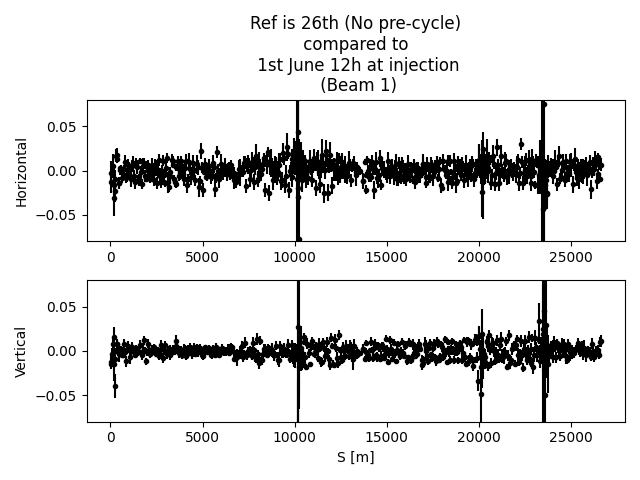 Ref is 26th (No pre-cycle)
compared to
1st June 12h at injection
(Beam 1)
Horizontal
0.05
0.00
−0.05
0 5000 10000 15000 20000 25000
Vertical
0.05
0.00
−0.05
0 5000 10000 15000 20000 25000
S [m]